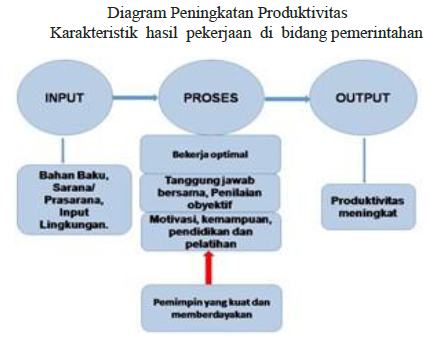 Diagram Peningkatan Produktivitas
Karakteristik hasil pekerjaan di bidang pemerintahan
INPUT
PROSES
OUTPUT
Bahan Baku,
Sarana/
Prasarana,
Input
Lingkungan.
Bekerja optimal
Tanggung jawab
bersama, Penilaian
obyektif
Motivasi, kemampuan,
pendidikan dan
pelatihan
Produktivitas
meningkat
Pemimpin yang kuat dan
memberdayakan